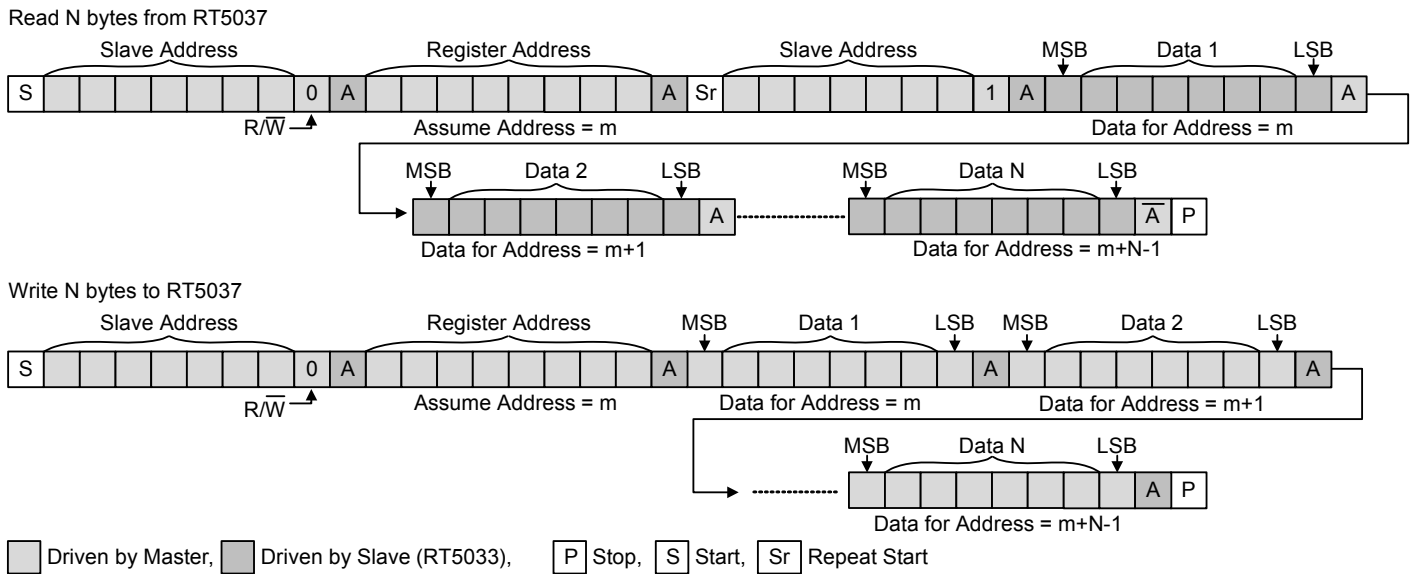 Read N bytes from RT5037
Slave Address Register Address Slave Address MSB Data 1 LSB
S 0 A A Sr 1 A A
R/W̅ Assume Address = m Data for Address = m
MSB Data 2 LSB MSB Data N LSB
A A̅ P
Data for Address = m+1 Data for Address = m+N-1
Write N bytes to RT5037
Slave Address Register Address MSB Data 1 LSB MSB Data 2 LSB
S 0 A A A A
R/W̅ Assume Address = m Data for Address = m Data for Address = m+1
MSB Data N LSB
A P
Data for Address = m+N-1
Driven by Master, Driven by Slave (RT5033), P Stop, S Start, Sr Repeat Start